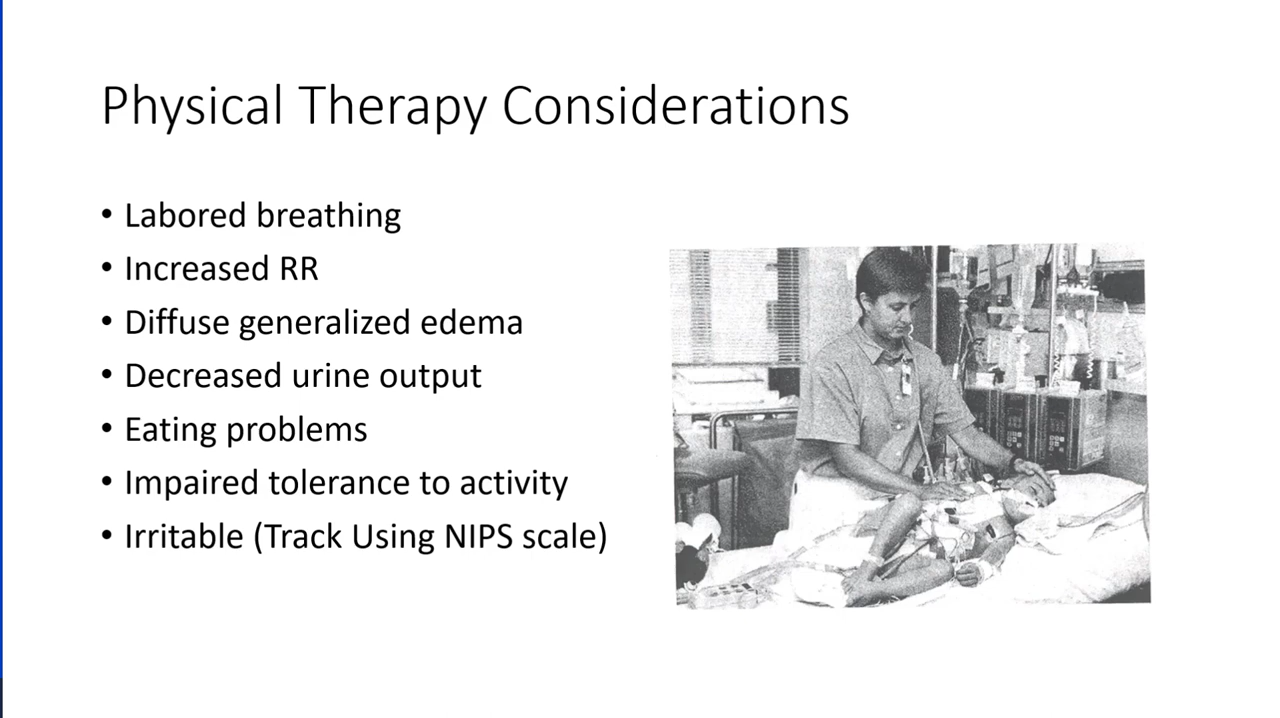 Physical Therapy Considerations
• Labored breathing
• Increased RR
• Diffuse generalized edema
• Decreased urine output
• Eating problems
• Impaired tolerance to activity
• Irritable (Track Using NIPS scale)